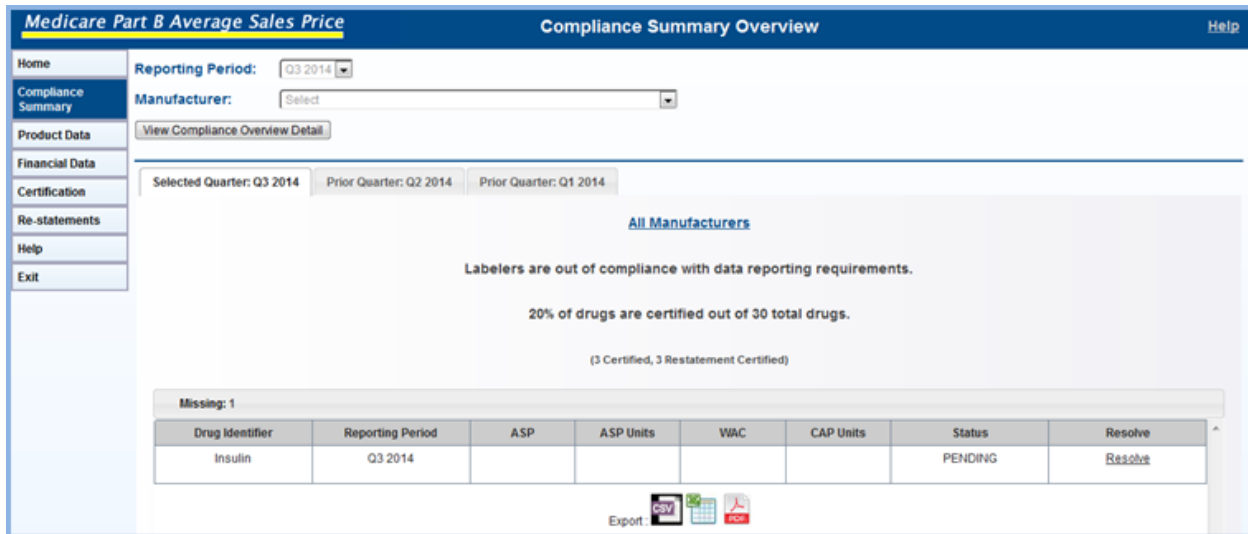 Medicare Part B Average Sales Price
Compliance Summary Overview
Help
Home
Compliance
Summary
Product Data
Financial Data
Certification
Re-statements
Help
Exit
Reporting Period: Q3 2014
Manufacturer: Select
View Compliance Overview Detail
Selected Quarter: Q3 2014 Prior Quarter: Q2 2014 Prior Quarter: Q1 2014
All Manufacturers
Labelers are out of compliance with data reporting requirements.
20% of drugs are certified out of 30 total drugs.
(3 Certified, 3 Restatement Certified)
Missing: 1
Drug Identifier Reporting Period ASP ASP Units WAC CAP Units Status Resolve
Insulin Q3 2014 PENDING Resolve
Export: CSV PDF